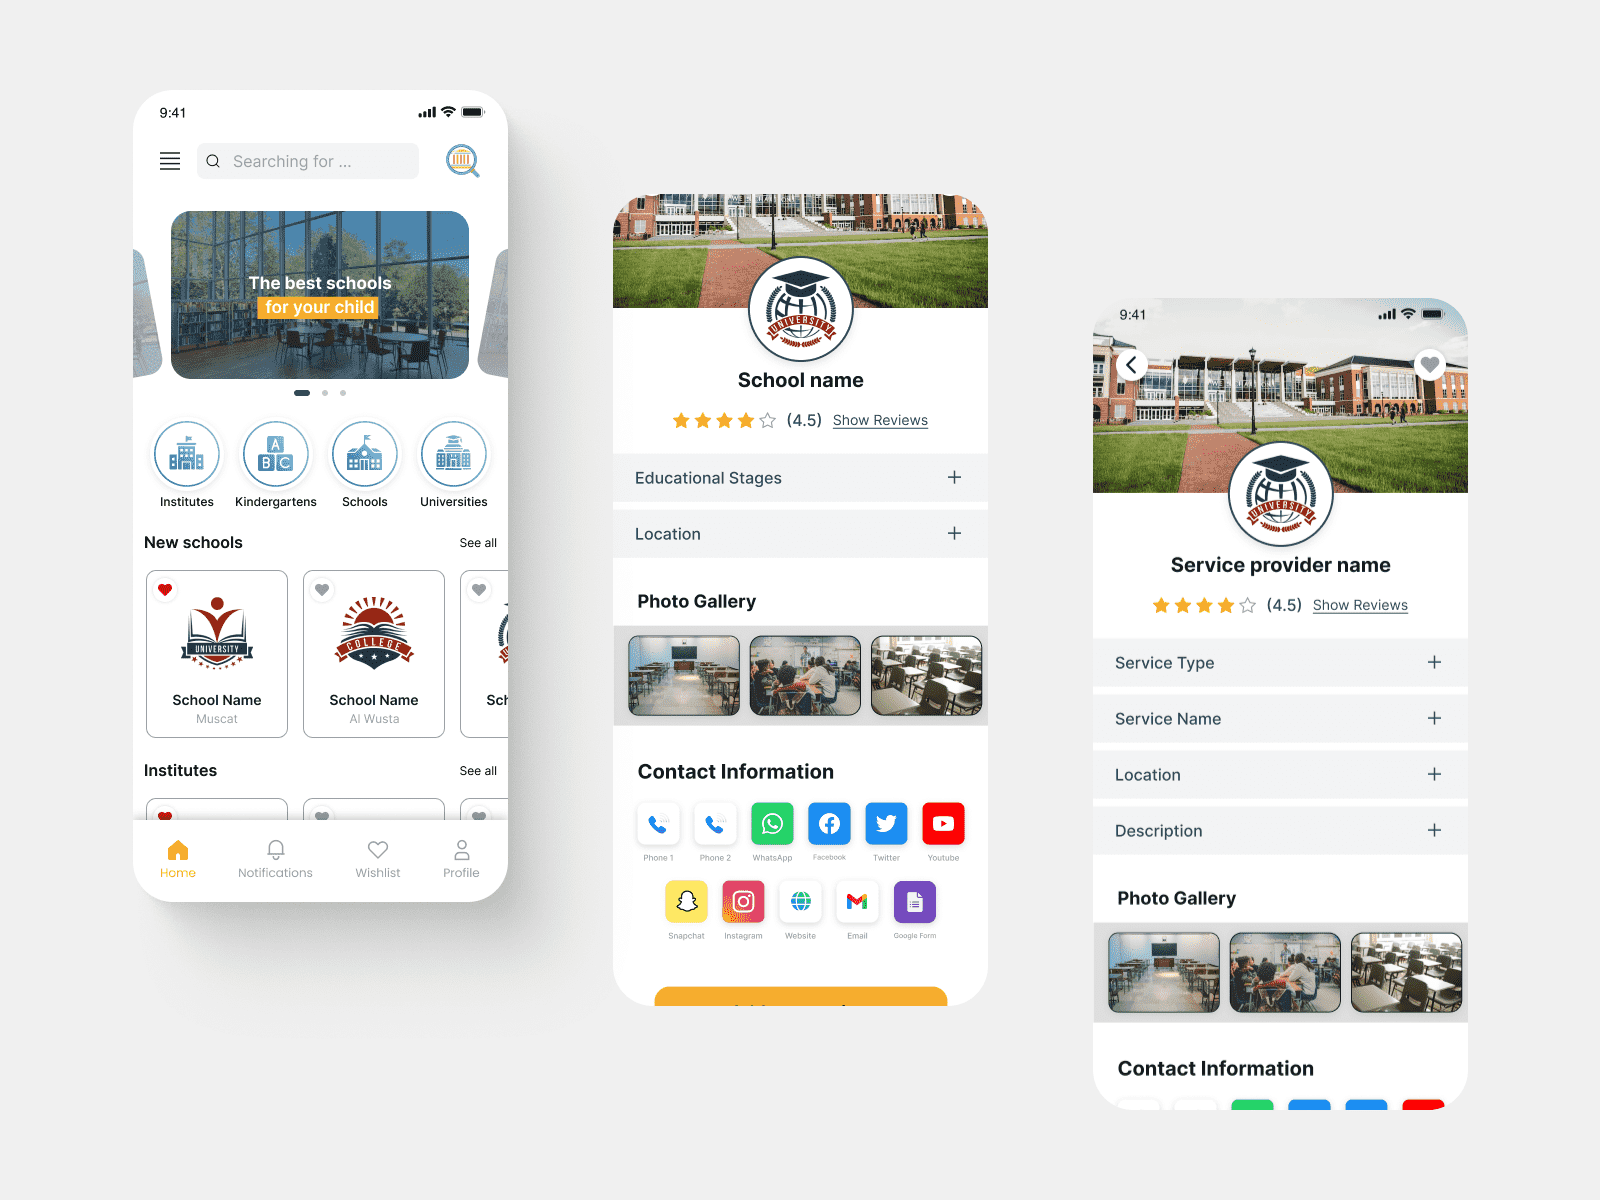 9:41
Searching for ...
The best schools
for your child
Institutes
Kindergartens
Schools
Universities
New schools
See all
UNIVERSITY
School Name
Muscat
COLLEGE
School Name
Al Wusta
Sch
Institutes
See all
Home
Notifications
Wishlist
Profile
UNIVERSITY
School name
(4.5)
Show Reviews
Educational Stages
Location
Photo Gallery
Contact Information
Phone 1
Phone 2
WhatsApp
Facebook
Twitter
Youtube
Snapchat
Instagram
Website
Email
Google Form
9:41
UNIVERSITY
Service provider name
(4.5)
Show Reviews
Service Type
Service Name
Location
Description
Photo Gallery
Contact Information